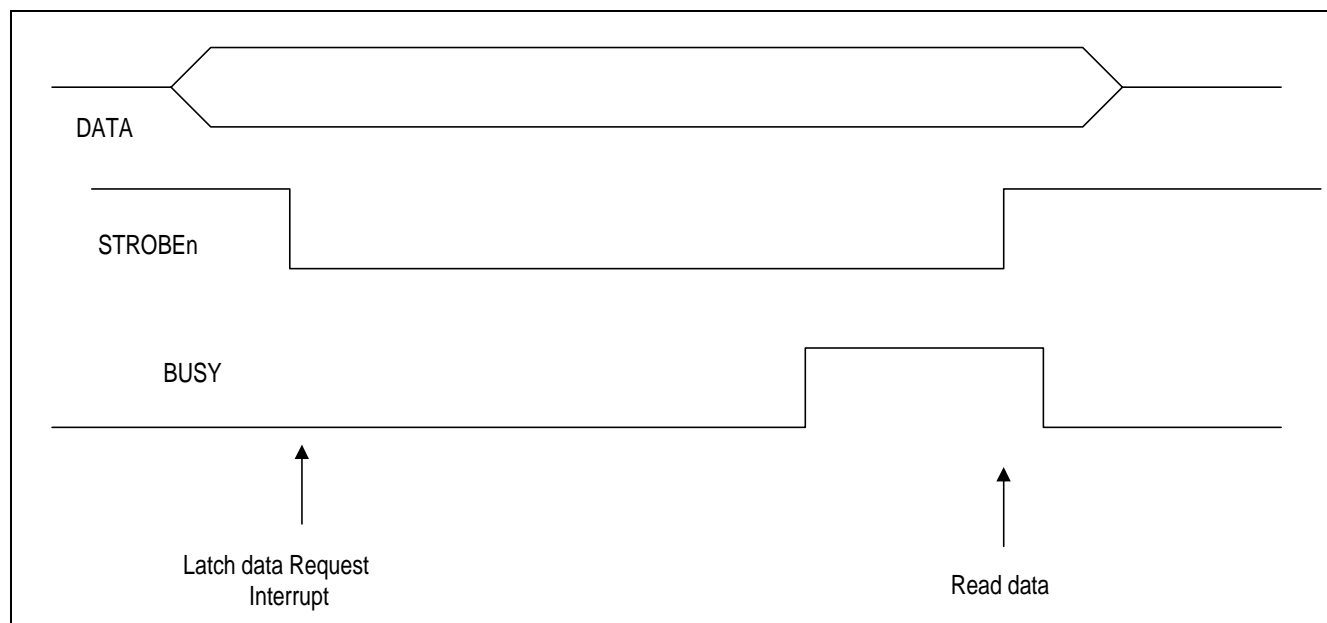 DATA
STROBEn
BUSY
Latch data Request
Interrupt
Read data